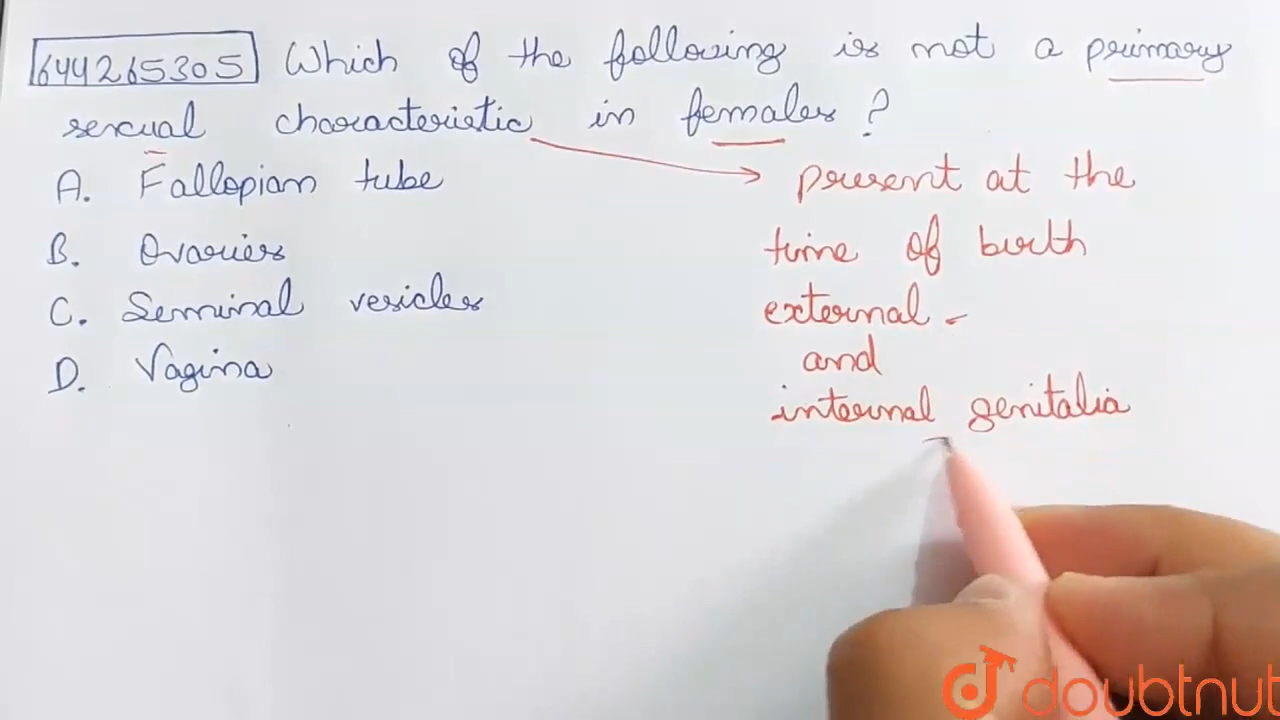 644265305 Which of the following is not a primary
sexual characteristic in females?
A. Fallopian tube
B. Ovaries
C. Seminal vesicles
D. Vagina
present at the
time of birth
external -
and
internal genitalia
doubtnut